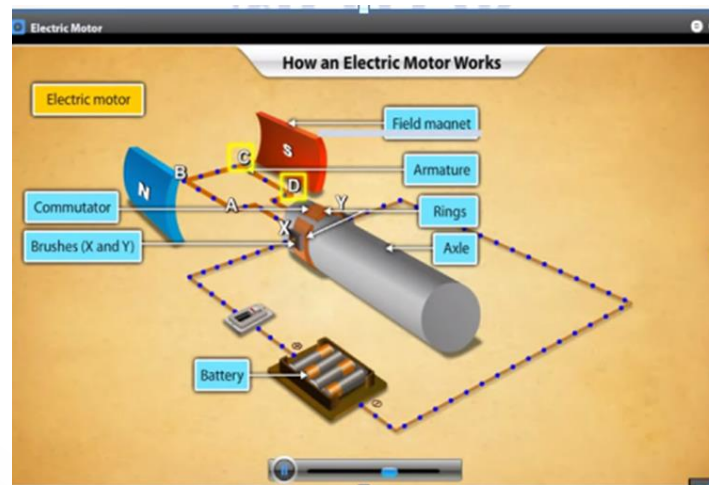 Electric Motor
How an Electric Motor Works
Electric motor
Field magnet
S
C
Armature
B
N
D
Commutator
A
Y
Rings
X
Brushes (X and Y)
Axle
Battery